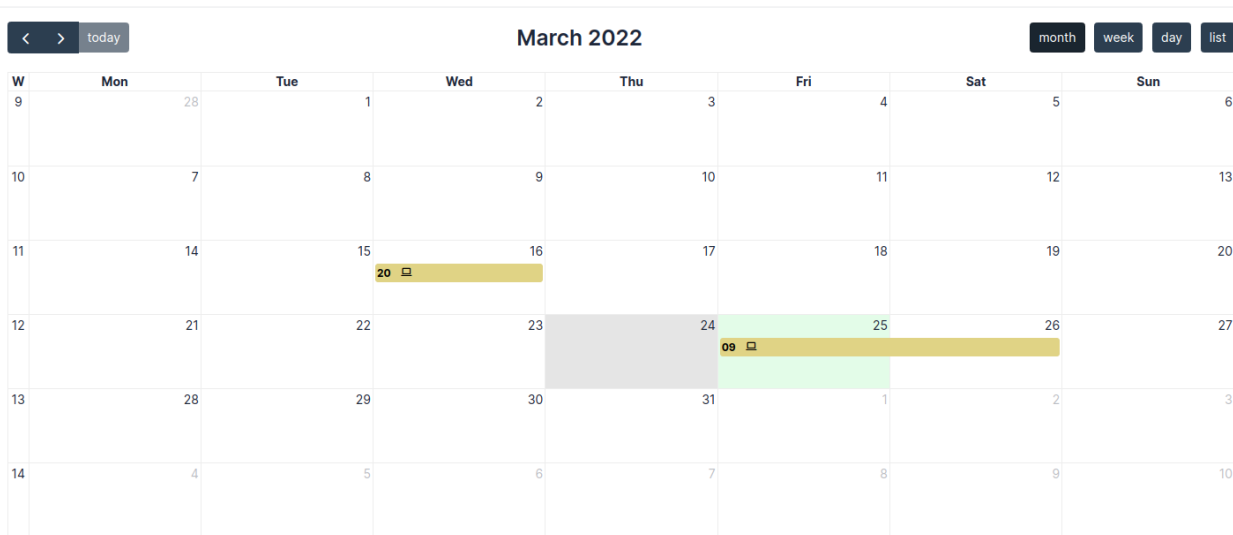 today March 2022 month week day list
W Mon Tue Wed Thu Fri Sat Sun
9 28 1 2 3 4 5 6
10 7 8 9 10 11 12 13
11 14 15 16 17 18 19 20
20
12 21 22 23 24 25 26 27
09
13 28 29 30 31 1 2 3
14 4 5 6 7 8 9 10